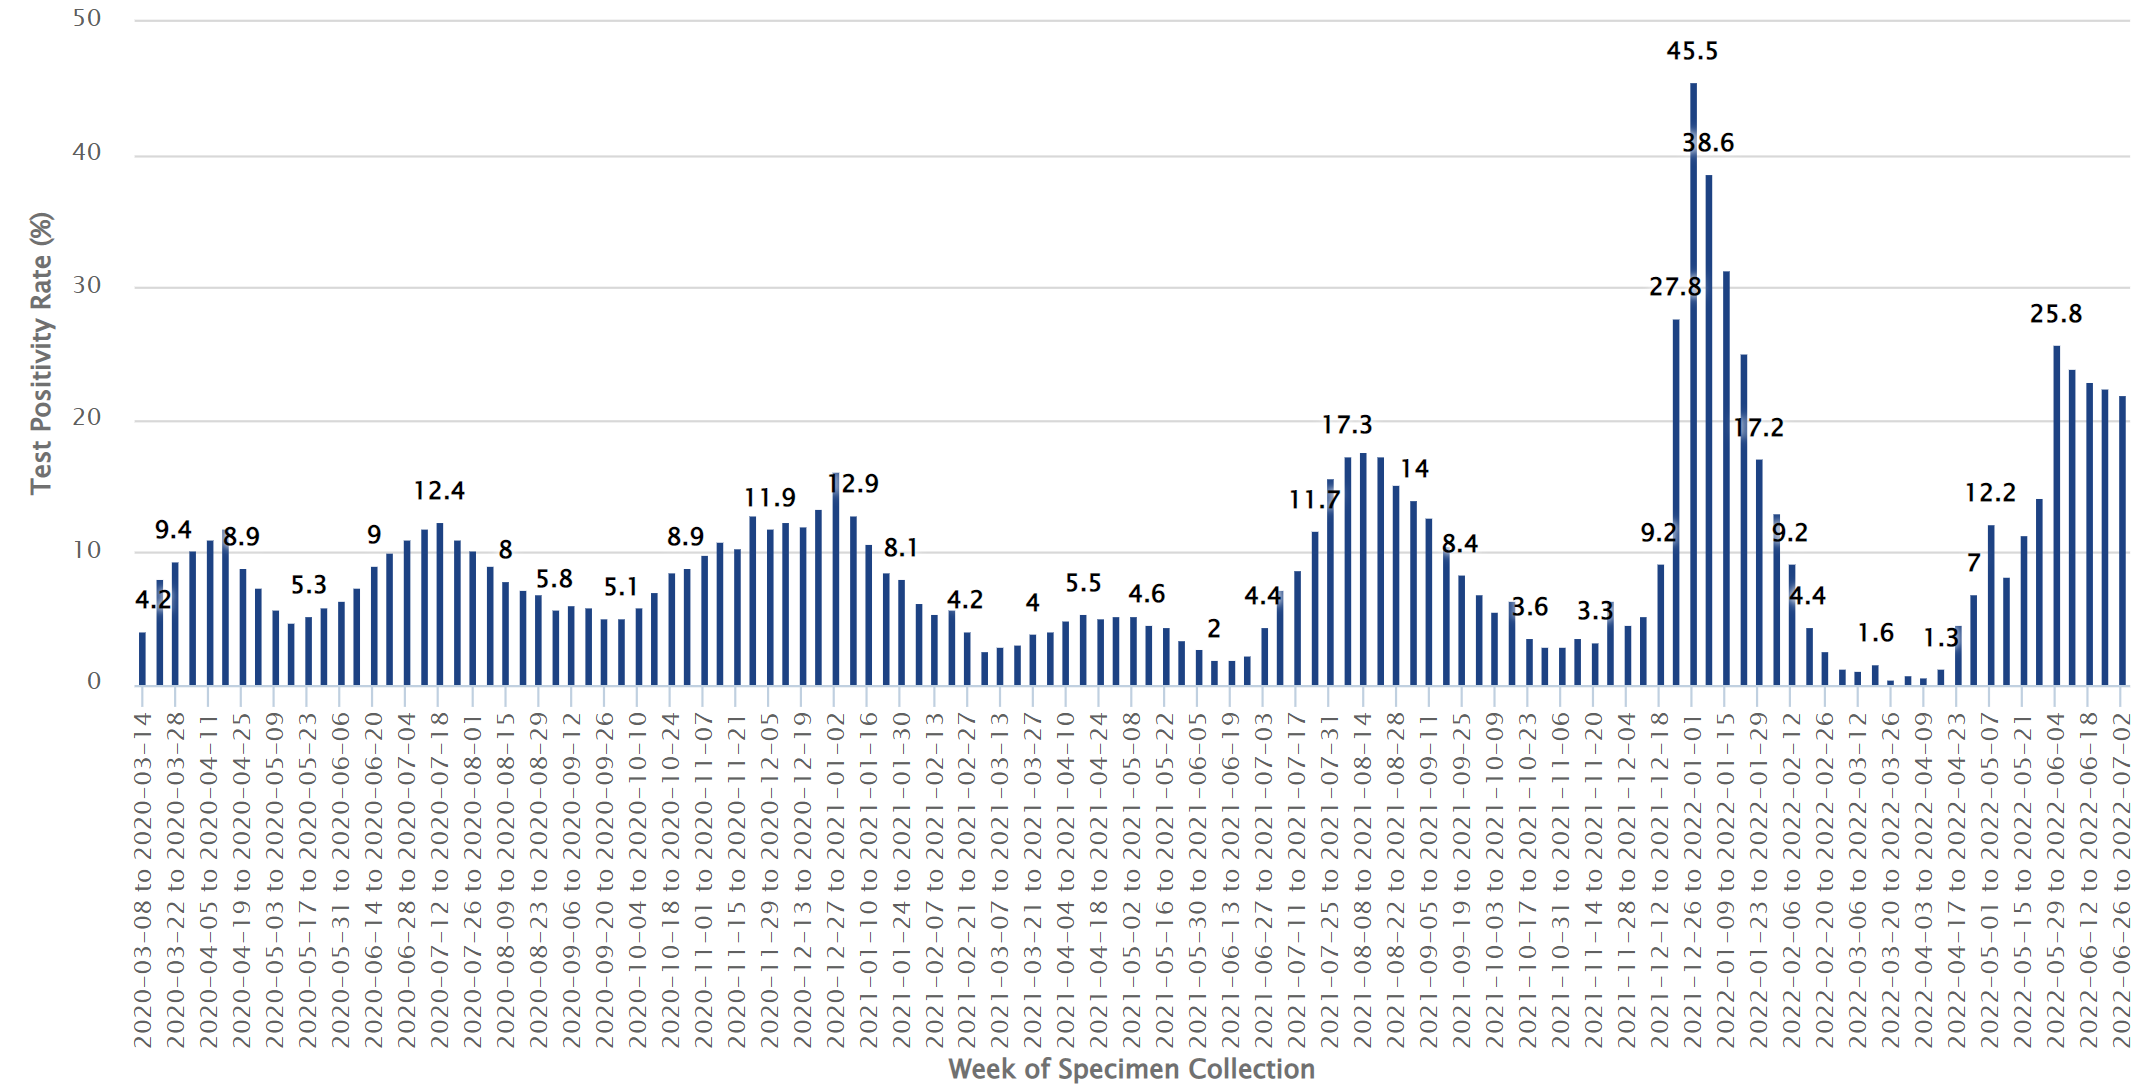 Test Positivity Rate (%)
50
40
30
20
10
0
4.2
9.4
8.9
5.3
9
12.4
8
5.8
5.1
8.9
11.9
12.9
8.1
4.2
4
5.5
4.6
2
4.4
11.7
17.3
14
8.4
3.6
3.3
9.2
27.8
45.5
38.6
17.2
9.2
4.4
1.6
1.3
7
12.2
25.8
2020-03-08 to 2020-03-14
2020-03-22 to 2020-03-28
2020-04-05 to 2020-04-11
2020-04-19 to 2020-04-25
2020-05-03 to 2020-05-09
2020-05-17 to 2020-05-23
2020-05-31 to 2020-06-06
2020-06-14 to 2020-06-20
2020-06-28 to 2020-07-04
2020-07-12 to 2020-07-18
2020-07-26 to 2020-08-01
2020-08-09 to 2020-08-15
2020-08-23 to 2020-08-29
2020-09-06 to 2020-09-12
2020-09-20 to 2020-09-26
2020-10-04 to 2020-10-10
2020-10-18 to 2020-10-24
2020-11-01 to 2020-11-07
2020-11-15 to 2020-11-21
2020-11-29 to 2020-12-05
2020-12-13 to 2020-12-19
2020-12-27 to 2021-01-02
2021-01-10 to 2021-01-16
2021-01-24 to 2021-01-30
2021-02-07 to 2021-02-13
2021-02-21 to 2021-02-27
2021-03-07 to 2021-03-13
2021-03-21 to 2021-03-27
2021-04-04 to 2021-04-10
2021-04-18 to 2021-04-24
2021-05-02 to 2021-05-08
2021-05-16 to 2021-05-22
2021-05-30 to 2021-06-05
2021-06-13 to 2021-06-19
2021-06-27 to 2021-07-03
2021-07-11 to 2021-07-17
2021-07-25 to 2021-07-31
2021-08-08 to 2021-08-14
2021-08-22 to 2021-08-28
2021-09-05 to 2021-09-11
2021-09-19 to 2021-09-25
2021-10-03 to 2021-10-09
2021-10-17 to 2021-10-23
2021-10-31 to 2021-11-06
2021-11-14 to 2021-11-20
2021-11-28 to 2021-12-04
2021-12-12 to 2021-12-18
2021-12-26 to 2022-01-01
2022-01-09 to 2022-01-15
2022-01-23 to 2022-01-29
2022-02-06 to 2022-02-12
2022-02-20 to 2022-02-26
2022-03-06 to 2022-03-12
2022-03-20 to 2022-03-26
2022-04-03 to 2022-04-09
2022-04-17 to 2022-04-23
2022-05-01 to 2022-05-07
2022-05-15 to 2022-05-21
2022-05-29 to 2022-06-04
2022-06-12 to 2022-06-18
2022-06-26 to 2022-07-02
Week of Specimen Collection